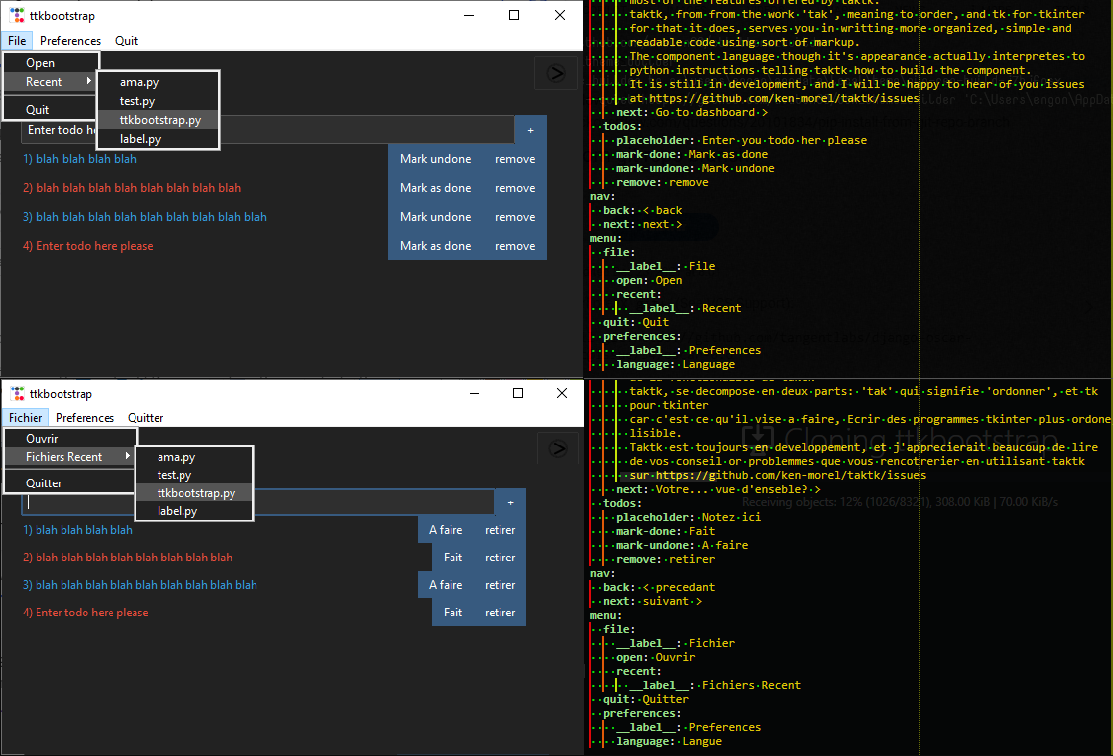 ttkbootstrap
File Preferences Quit
Open
Recent
Quit
ama.py
test.py
ttkbootstrap.py
label.py
>
Enter todo he
+
1) blah blah blah blah
Mark undone remove
2) blah blah blah blah blah blah blah blah
Mark as done remove
3) blah blah blah blah blah blah blah blah blah
Mark undone remove
4) Enter todo here please
Mark as done remove
most of the features offered by taktk.
taktk, from from the work 'tak', meaning to order, and tk for tkinter
for that it does, serves you in writting more organized, simple and
readable code using sort of markup.
The component language though it's appearance actually interpretes to
python instructions telling taktk how to build the component.
It is still in development, and I will be happy to hear of you issues
at https://github.com/ken-morel/taktk/issues
next: Go to dashboard >
todos:
placeholder: Enter you todo her please
mark-done: Mark as done
mark-undone: Mark undone
remove: remove
nav:
back: < back
next: next >
menu:
file:
__label__: File
open: Open
recent:
__label__: Recent
quit: Quit
preferences:
__label__: Preferences
language: Language
ttkbootstrap
Fichier Preferences Quitter
Ouvrir
Fichiers Recent
Quitter
ama.py
test.py
ttkbootstrap.py
label.py
>
+
1) blah blah blah blah
A faire retirer
2) blah blah blah blah blah blah blah blah
Fait retirer
3) blah blah blah blah blah blah blah blah blah
A faire retirer
4) Enter todo here please
Fait retirer
taktk, se decompose en deux parts: 'tak' qui signifie 'ordonner', et tk
pour tkinter
car c'est ce qu'il vise a faire, Ecrir des programmes tkinter plus ordone
lisible.
Taktk est toujours en developpement, et j'apprecierait beaucoup de lire
de vos conseil or problemmes que vous rencotrerier en utilisant taktk
sur https://github.com/ken-morel/taktk/issues
next: Votre... vue d'enseble? >
todos:
placeholder: Notez ici
mark-done: Fait
mark-undone: A faire
remove: retirer
nav:
back: < precedant
next: suivant >
menu:
file:
__label__: Fichier
open: Ouvrir
recent:
__label__: Fichiers Recent
quit: Quitter
preferences:
__label__: Preferences
language: Langue
Cloning ttkbootstrap
Receiving objects: 12% (1026/8321), 308.00 KiB | 70.00 KiB/s